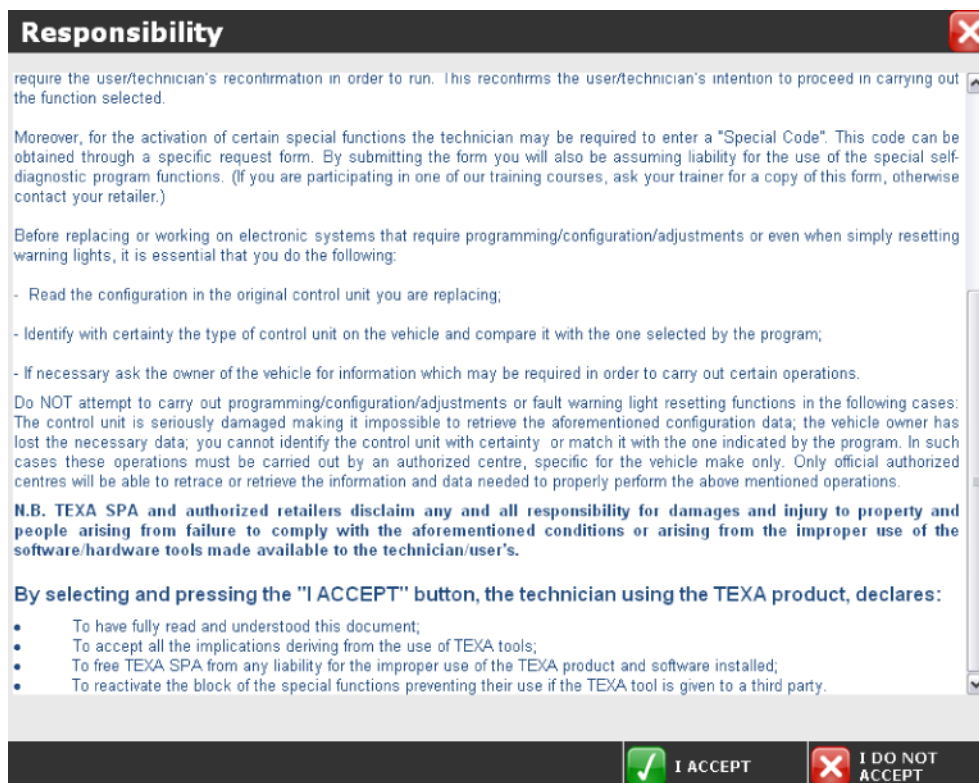 Responsibility
require the user/technician's reconfirmation in order to run. This reconfirms the user/technician's intention to proceed in carrying out
the function selected.
Moreover, for the activation of certain special functions the technician may be required to enter a "Special Code". This code can be
obtained through a specific request form. By submitting the form you will also be assuming liability for the use of the special self-
diagnostic program functions. (If you are participating in one of our training courses, ask your trainer for a copy of this form, otherwise
contact your retailer.)
Before replacing or working on electronic systems that require programming/configuration/adjustments or even when simply resetting
warning lights, it is essential that you do the following:
- Read the configuration in the original control unit you are replacing;
- Identify with certainty the type of control unit on the vehicle and compare it with the one selected by the program;
- If necessary ask the owner of the vehicle for information which may be required in order to carry out certain operations.
Do NOT attempt to carry out programming/configuration/adjustments or fault warning light resetting functions in the following cases:
The control unit is seriously damaged making it impossible to retrieve the aforementioned configuration data; the vehicle owner has
lost the necessary data; you cannot identify the control unit with certainty or match it with the one indicated by the program. In such
cases these operations must be carried out by an authorized centre, specific for the vehicle make only. Only official authorized
centres will be able to retrace or retrieve the information and data needed to properly perform the above mentioned operations.
N.B. TEXA SPA and authorized retailers disclaim any and all responsibility for damages and injury to property and
people arising from failure to comply with the aforementioned conditions or arising from the improper use of the
software/hardware tools made available to the technician/user's.
By selecting and pressing the "I ACCEPT" button, the technician using the TEXA product, declares:
• To have fully read and understood this document;
• To accept all the implications deriving from the use of TEXA tools;
• To free TEXA SPA from any liability for the improper use of the TEXA product and software installed;
• To reactivate the block of the special functions preventing their use if the TEXA tool is given to a third party.
I ACCEPT
I DO NOT
ACCEPT